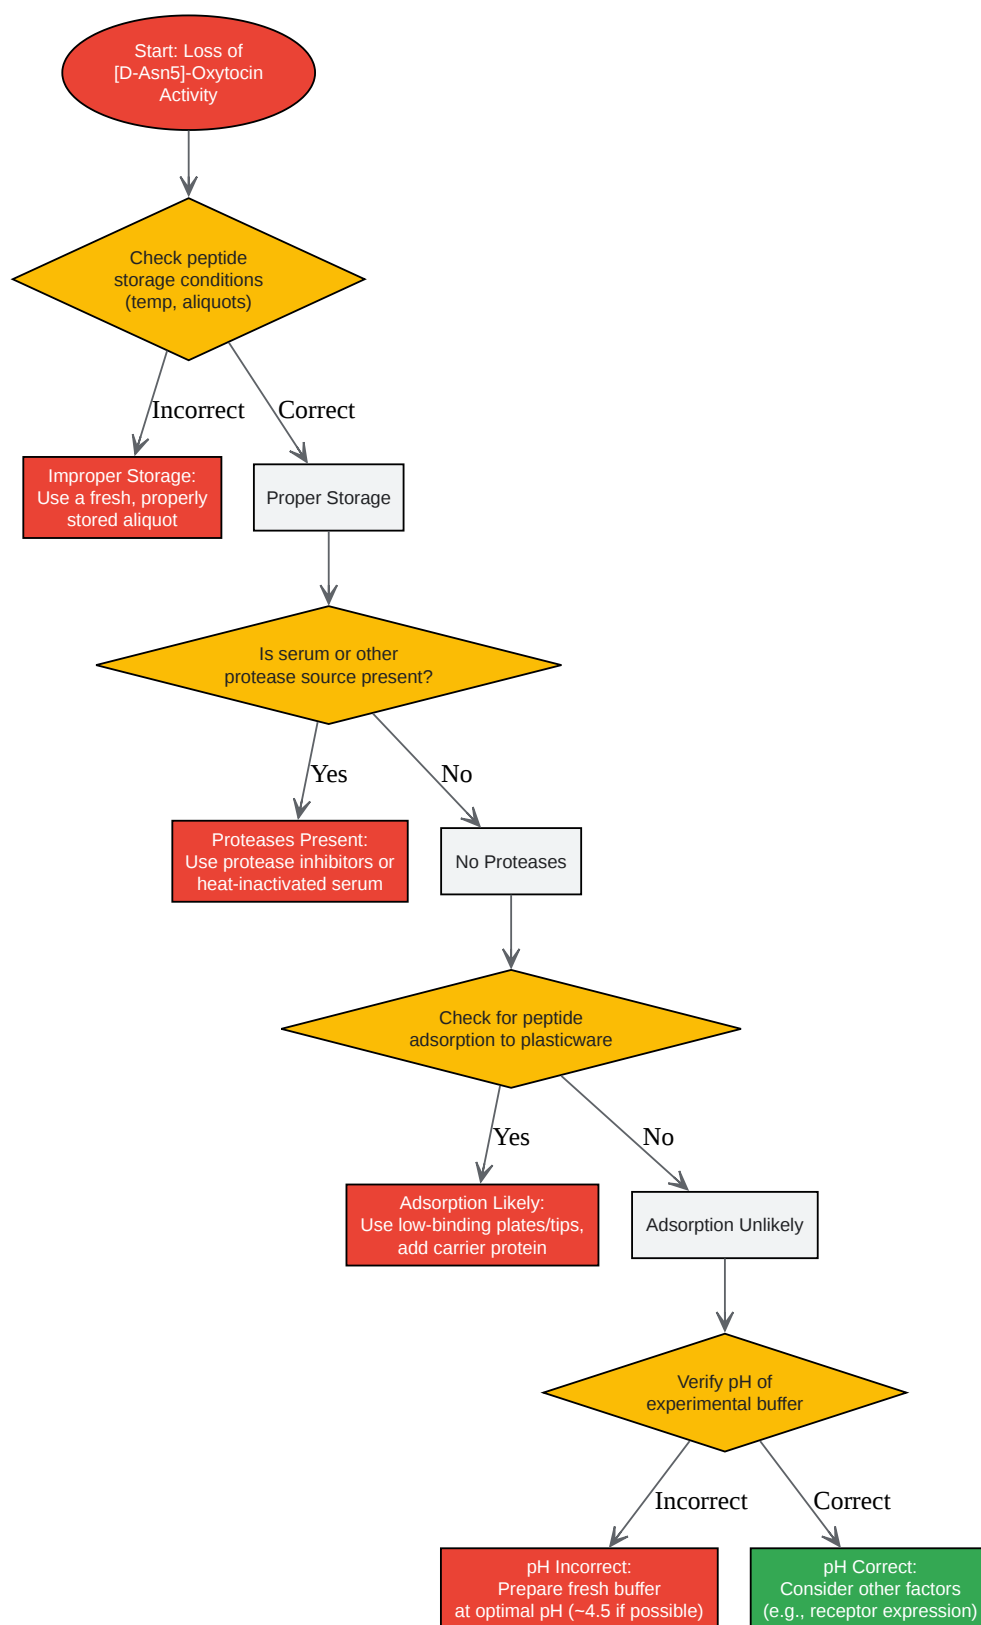 Start: Loss of
[D-Asn5]-Oxytocin
Activity
Check peptide
storage conditions
(temp, aliquots)
Incorrect
Correct
Improper Storage:
Use a fresh, properly
stored aliquot
Proper Storage
Is serum or other
protease source present?
Yes
No
Proteases Present:
Use protease inhibitors or
heat-inactivated serum
No Proteases
Check for peptide
adsorption to plasticware
Yes
No
Adsorption Likely:
Use low-binding plates/tips,
add carrier protein
Adsorption Unlikely
Verify pH of
experimental buffer
Incorrect
Correct
pH Incorrect:
Prepare fresh buffer
at optimal pH (~4.5 if possible)
pH Correct:
Consider other factors
(e.g., receptor expression)